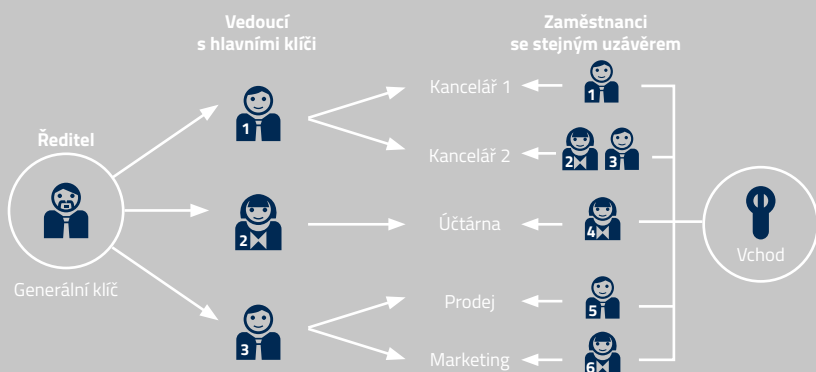 Vedoucí
s hlavními klíči
Zaměstnanci
se stejným uzávěrem
Ředitel
Generální klíč
1
2
3
Kancelář 1
Kancelář 2
Účtárna
Prodej
Marketing
1
2
3
4
5
6
Vchod